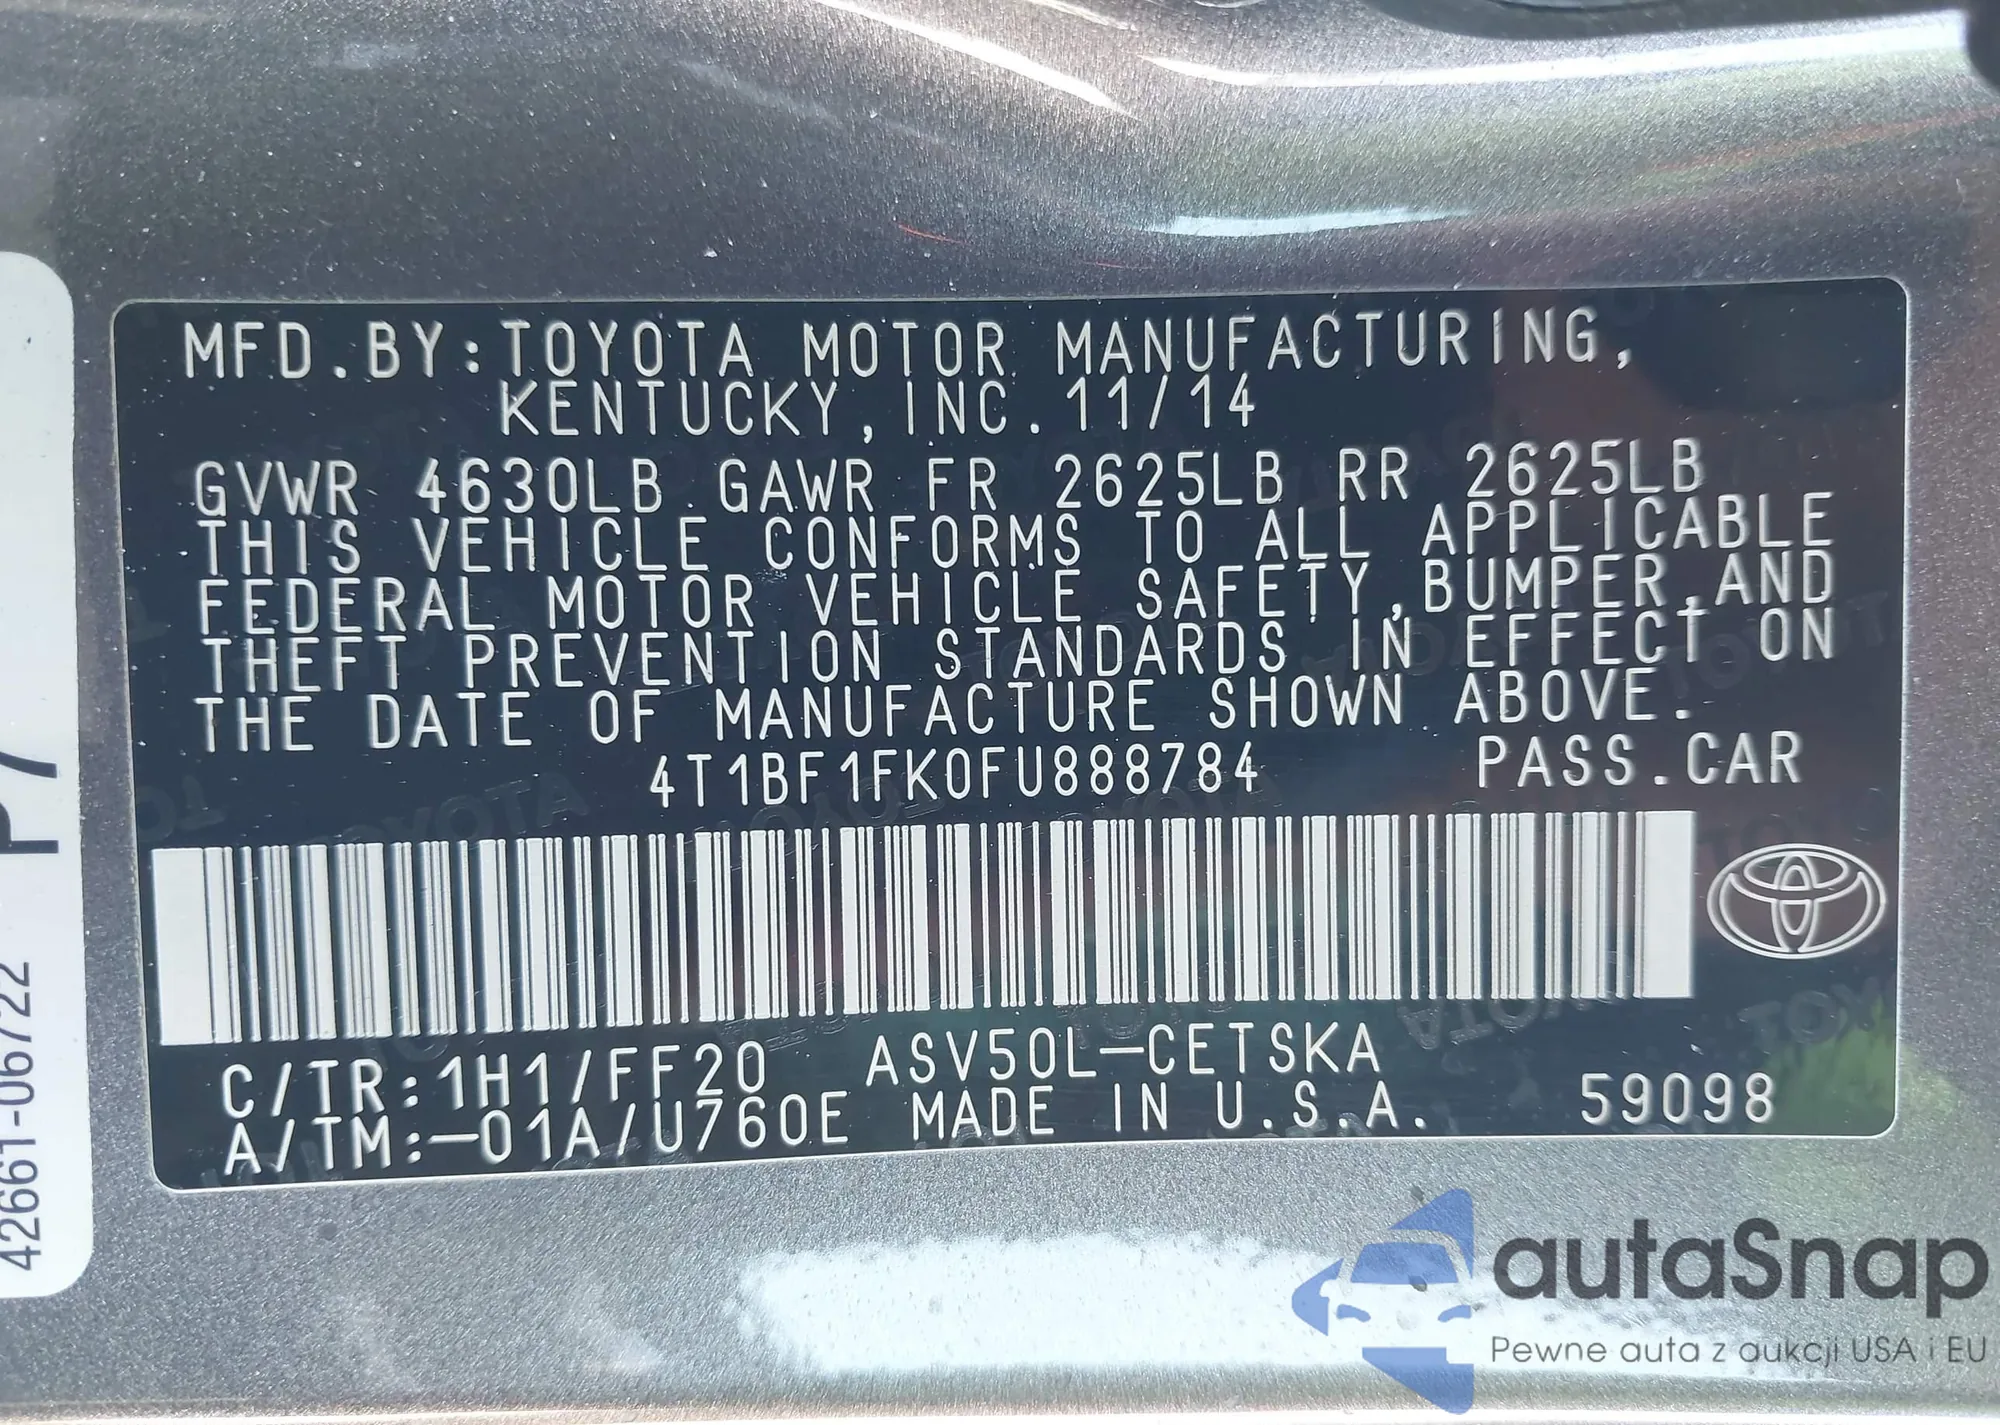 MFD.BY:TOYOTA MOTOR MANUFACTURING,
KENTUCKY,INC.11/14
GVWR 4630LB GAWR FR 2625LB RR 2625LB
THIS VEHICLE CONFORMS TO ALL APPLICABLE
FEDERAL MOTOR VEHICLE SAFETY,BUMPER,AND
THEFT PREVENTION STANDARDS IN EFFECT ON
THE DATE OF MANUFACTURE SHOWN ABOVE.
4T1BF1FK0FU888784 PASS.CAR
C/TR:1H1/FF20 ASV50L-CETSKA
A/TM:-01A/U760E MADE IN U.S.A. 59098
42661-06722 P7
autaSnap
Pewne auta z aukcji USA i EU